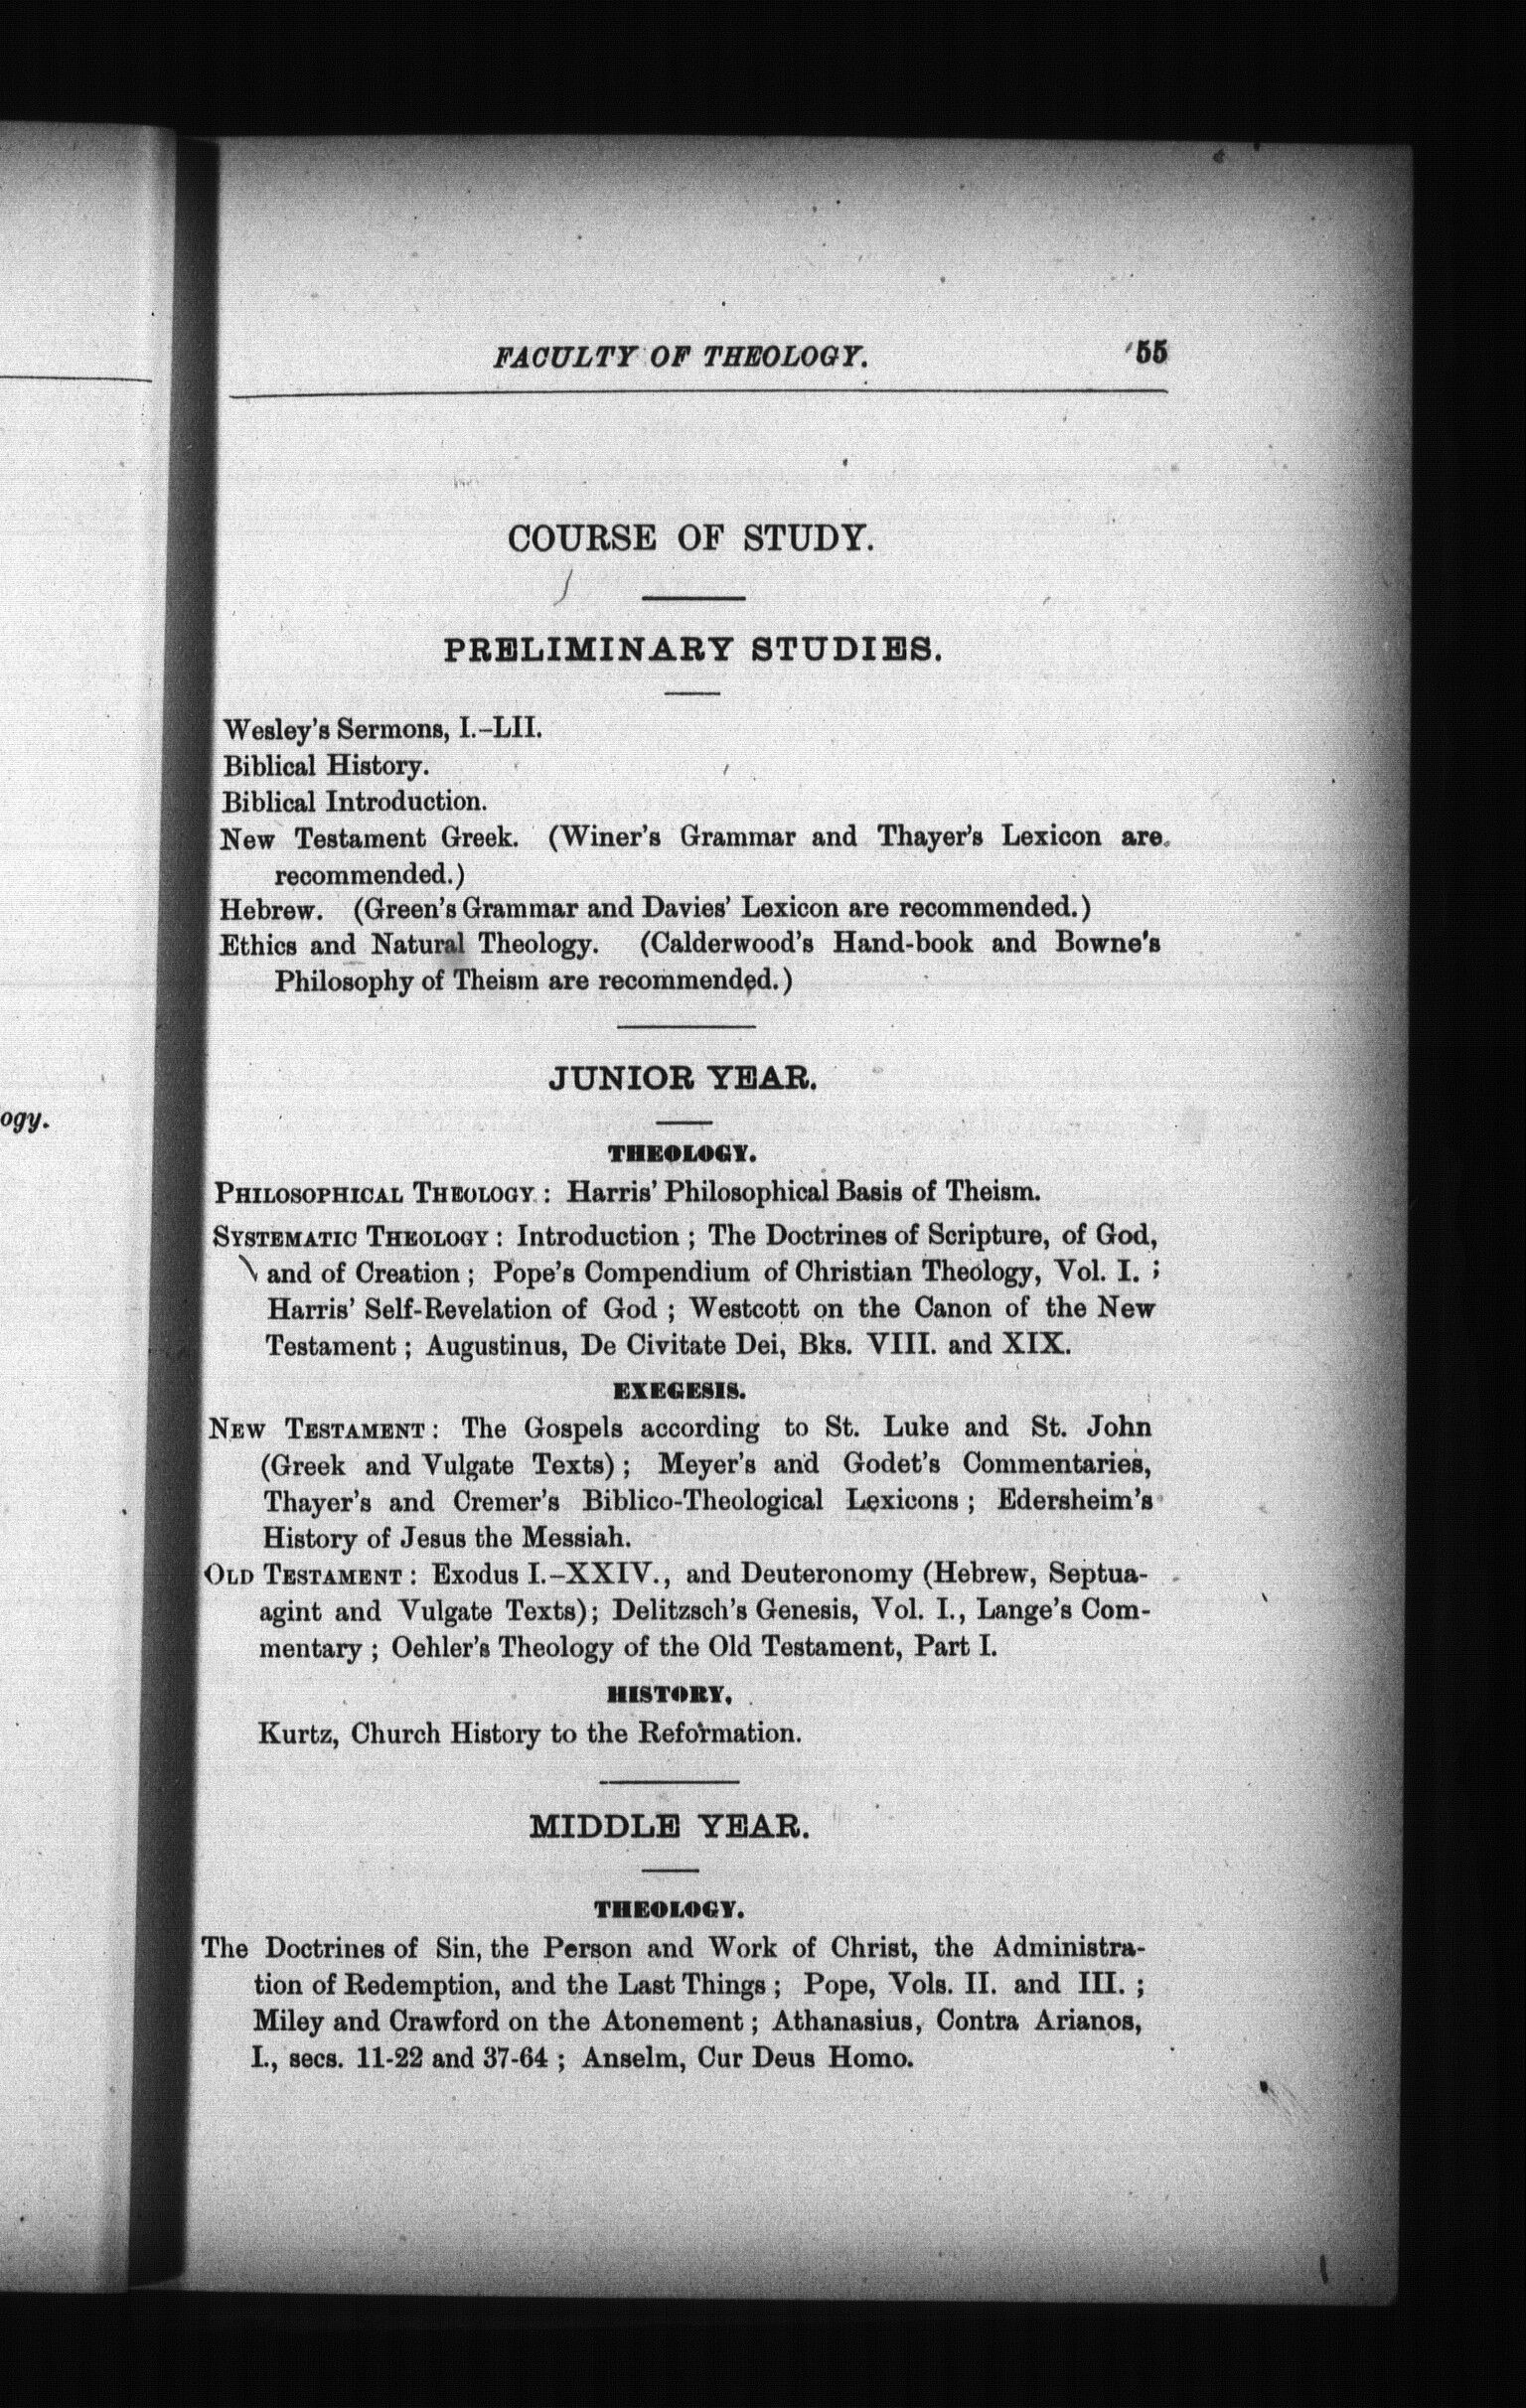 FACULTY OF THEOLOGY. 55
COURSE OF STUDY.
PRELIMINARY STUDIES.
Wesley's Sermons, I.-LII.
Biblical History.
Biblical Introduction.
New Testament Greek. (Winer's Grammar and Thayer's Lexicon are
recommended.)
Hebrew. (Green's Grammar and Davies' Lexicon are recommended.)
Ethics and Natural Theology. (Calderwood's Hand-book and Bowne's
Philosophy of Theism are recommended.)
JUNIOR YEAR.
THEOLOGY.
PHILOSOPHICAL THEOLOGY: Harris' Philosophical Basis of Theism.
SYSTEMATIC THEOLOGY: Introduction; The Doctrines of Scripture, of God,
and of Creation; Pope's Compendium of Christian Theology, Vol. I.;
Harris' Self-Revelation of God; Westcott on the Canon of the New
Testament; Augustinus, De Civitate Dei, Bks. VIII. and XIX.
EXEGESIS.
NEW TESTAMENT: The Gospels according to St. Luke and St. John
(Greek and Vulgate Texts); Meyer's and Godet's Commentaries,
Thayer's and Cremer's Biblico-Theological Lexicons; Edersheim's
History of Jesus the Messiah.
OLD TESTAMENT: Exodus I.-XXIV., and Deuteronomy (Hebrew, Septua-
agint and Vulgate Texts); Delitzsch's Genesis, Vol. I., Lange's Com-
mentary; Oehler's Theology of the Old Testament, Part I.
HISTORY.
Kurtz, Church History to the Reformation.
MIDDLE YEAR.
THEOLOGY.
The Doctrines of Sin, the Person and Work of Christ, the Administra-
tion of Redemption, and the Last Things; Pope, Vols. II. and III.;
Miley and Crawford on the Atonement; Athanasius, Contra Arianos,
I., secs. 11-22 and 37-64; Anselm, Cur Deus Homo.
ogy.